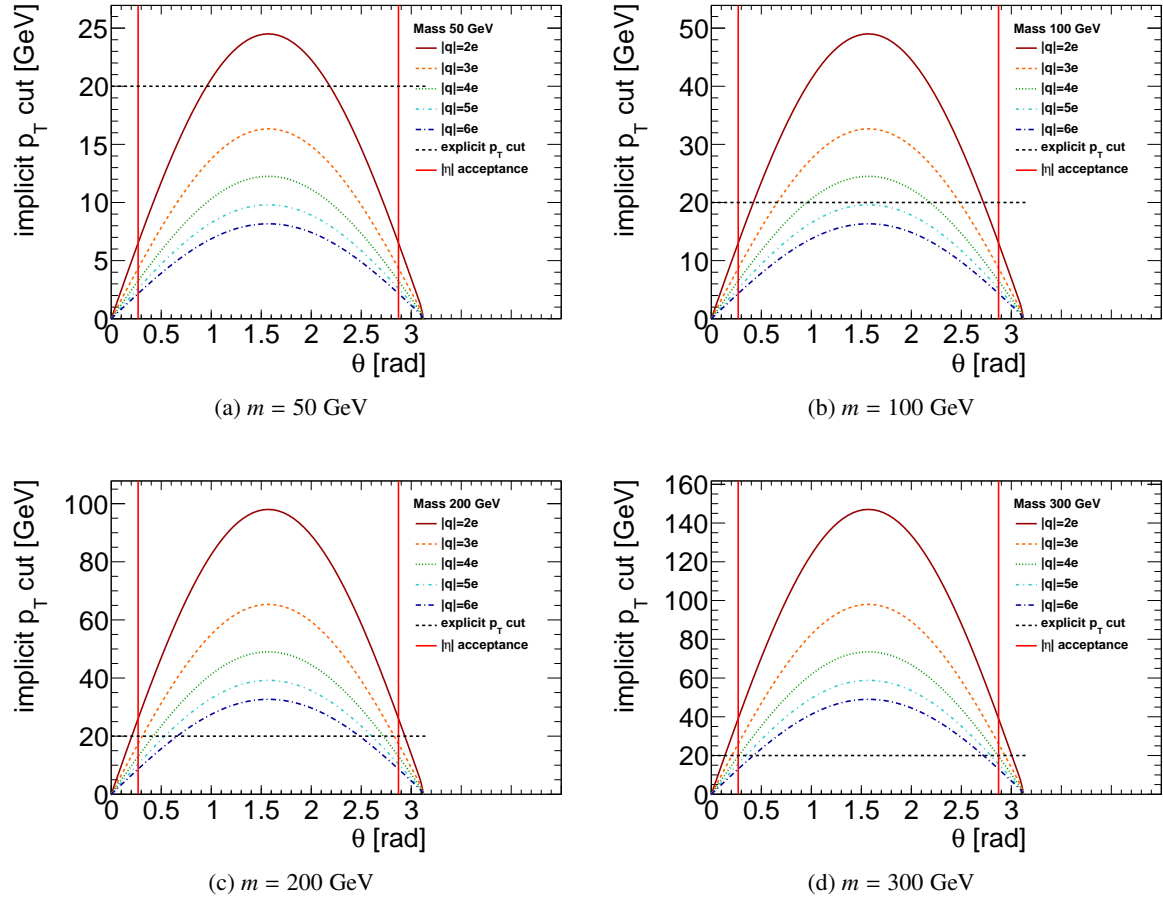 implicit p_T cut [GeV]
25
20
15
10
5
0
0 0.5 1 1.5 2 2.5 3
θ [rad]
Mass 50 GeV
|q|=2e
|q|=3e
|q|=4e
|q|=5e
|q|=6e
explicit p_T cut
|η| acceptance
(a) m = 50 GeV
implicit p_T cut [GeV]
50
40
30
20
10
0
0 0.5 1 1.5 2 2.5 3
θ [rad]
Mass 100 GeV
|q|=2e
|q|=3e
|q|=4e
|q|=5e
|q|=6e
explicit p_T cut
|η| acceptance
(b) m = 100 GeV
implicit p_T cut [GeV]
100
80
60
40
20
0
0 0.5 1 1.5 2 2.5 3
θ [rad]
Mass 200 GeV
|q|=2e
|q|=3e
|q|=4e
|q|=5e
|q|=6e
explicit p_T cut
|η| acceptance
(c) m = 200 GeV
implicit p_T cut [GeV]
160
140
120
100
80
60
40
20
0
0 0.5 1 1.5 2 2.5 3
θ [rad]
Mass 300 GeV
|q|=2e
|q|=3e
|q|=4e
|q|=5e
|q|=6e
explicit p_T cut
|η| acceptance
(d) m = 300 GeV